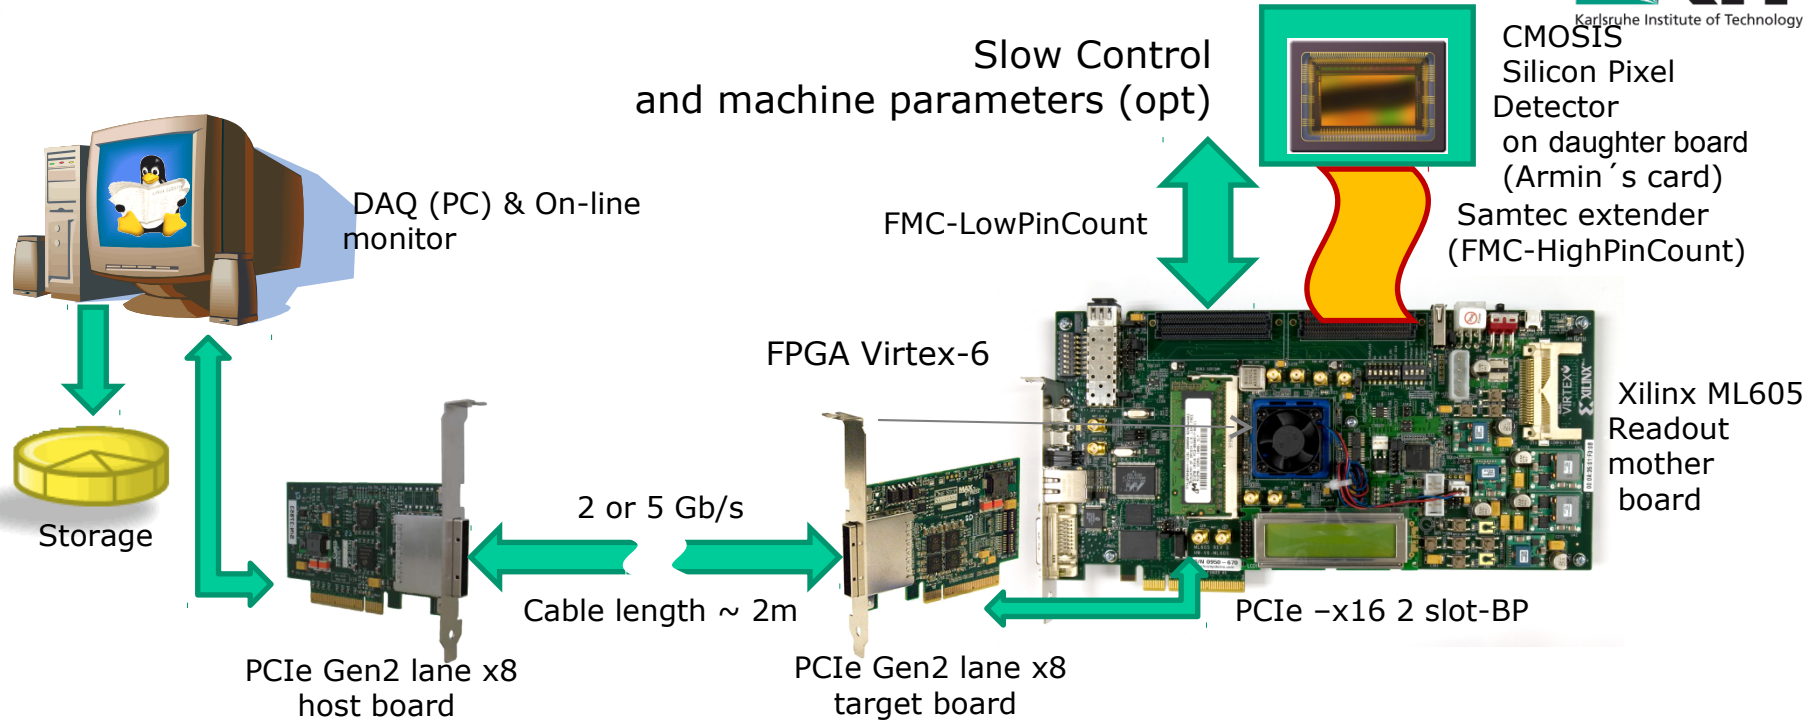 Karlsruhe Institute of Technology
Slow Control
and machine parameters (opt)
CMOSIS
Silicon Pixel
Detector
on daughter board
(Armin´s card)
Samtec extender
(FMC-HighPinCount)
DAQ (PC) & On-line
monitor
FMC-LowPinCount
FPGA Virtex-6
VIRTEX
XILINX
Xilinx ML605
Readout
mother
board
Storage
2 or 5 Gb/s
Cable length ~ 2m
PCIe –x16 2 slot-BP
PCIe Gen2 lane x8
host board
PCIe Gen2 lane x8
target board